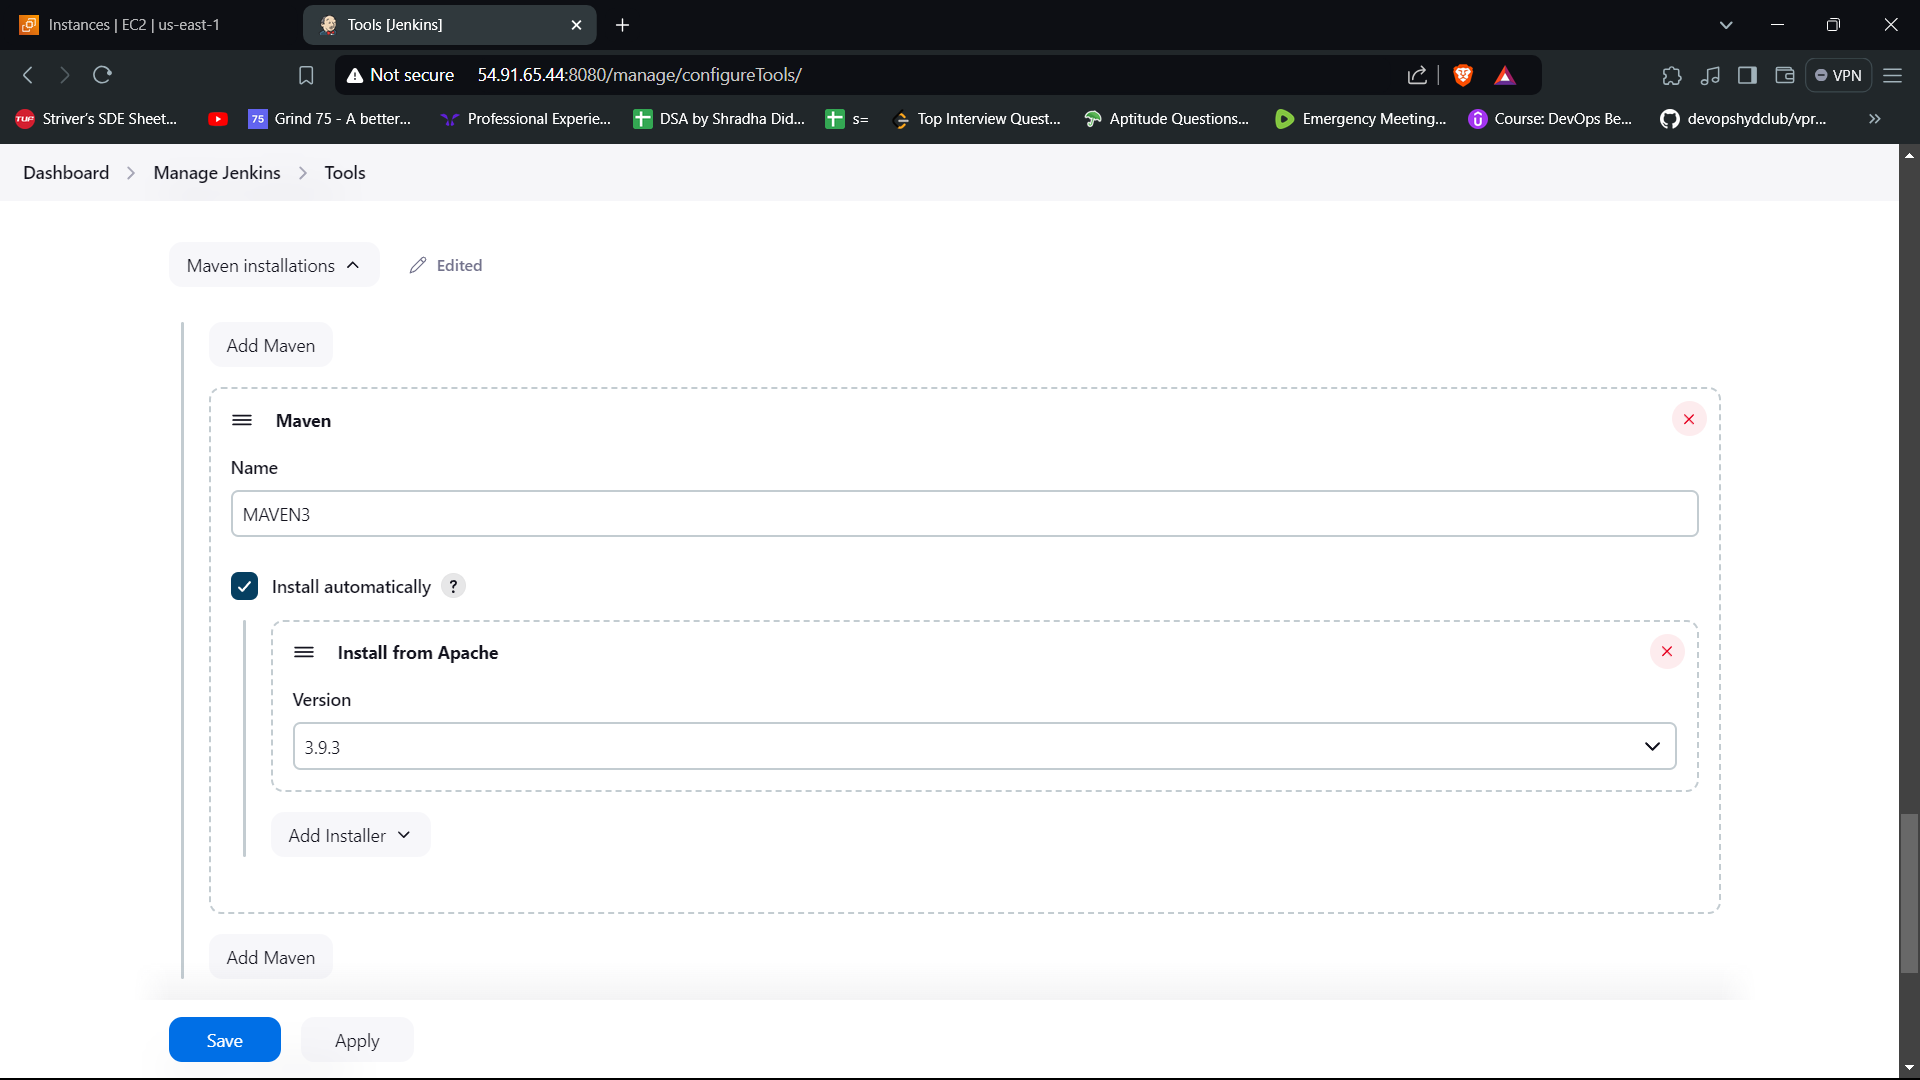 Instances | EC2 | us-east-1
Tools [Jenkins]
Not secure 54.91.65.44:8080/manage/configureTools/
VPN
TUF Striver's SDE Sheet...
75 Grind 75 - A better...
Professional Experie...
DSA by Shradha Did...
s=
Top Interview Quest...
Aptitude Questions...
Emergency Meeting...
Course: DevOps Be...
devopshydclub/vpr...
»
Dashboard > Manage Jenkins > Tools
Maven installations
Edited
Add Maven
Maven
Name
MAVEN3
Install automatically ?
Install from Apache
Version
3.9.3
Add Installer
Add Maven
Save
Apply